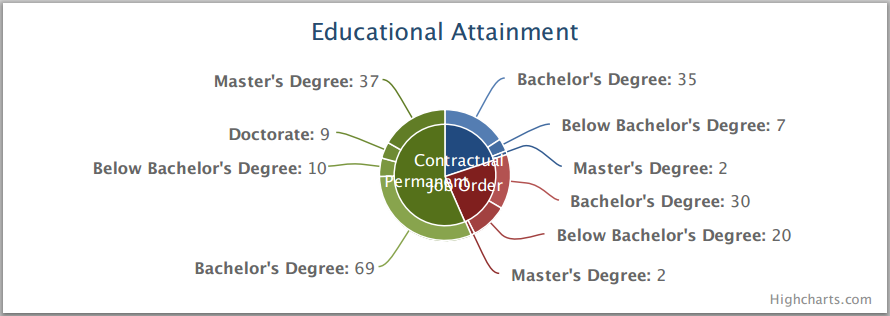 Educational Attainment
Master's Degree: 37
Bachelor's Degree: 35
Doctorate: 9
Below Bachelor's Degree: 7
Below Bachelor's Degree: 10
Contractual
Master's Degree: 2
Permanent
Job Order
Bachelor's Degree: 30
Below Bachelor's Degree: 20
Bachelor's Degree: 69
Master's Degree: 2
Highcharts.com